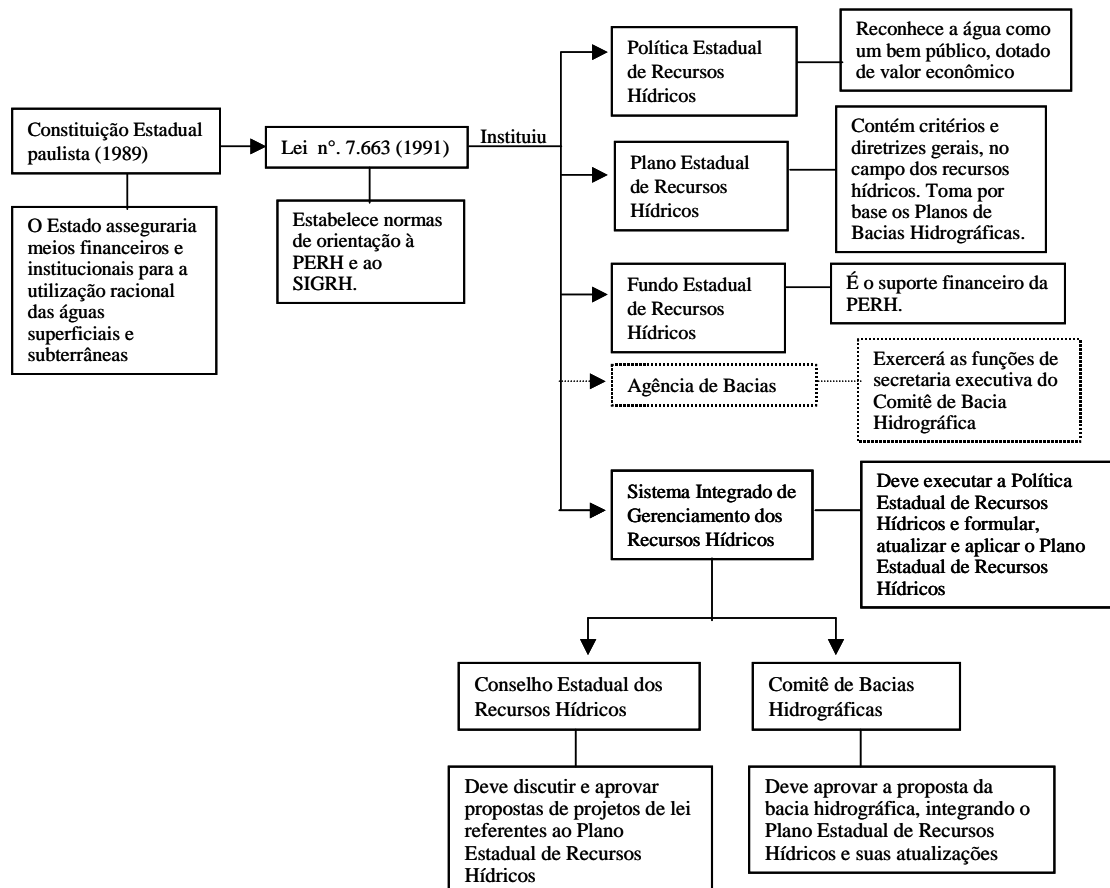 Constituição Estadual
paulista (1989)
O Estado asseguraria
meios financeiros e
institucionais para a
utilização racional
das águas
superficiais e
subterrâneas
Lei n°. 7.663 (1991)
Estabelece normas
de orientação à
PERH e ao
SIGRH.
Instituiu
Política Estadual
de Recursos
Hídricos
Reconhece a água como
um bem público, dotado
de valor econômico
Plano Estadual
de Recursos
Hídricos
Contém critérios e
diretrizes gerais, no
campo dos recursos
hídricos. Toma por
base os Planos de
Bacias Hidrográficas.
Fundo Estadual
de Recursos
Hídricos
É o suporte financeiro da
PERH.
Agência de Bacias
Exercerá as funções de
secretaria executiva do
Comitê de Bacia
Hidrográfica
Sistema Integrado de
Gerenciamento dos
Recursos Hídricos
Deve executar a Política
Estadual de Recursos
Hídricos e formular,
atualizar e aplicar o Plano
Estadual de Recursos
Hídricos
Conselho Estadual dos
Recursos Hídricos
Deve discutir e aprovar
propostas de projetos de lei
referentes ao Plano
Estadual de Recursos
Hídricos
Comitê de Bacias
Hidrográficas
Deve aprovar a proposta da
bacia hidrográfica, integrando o
Plano Estadual de Recursos
Hídricos e suas atualizações